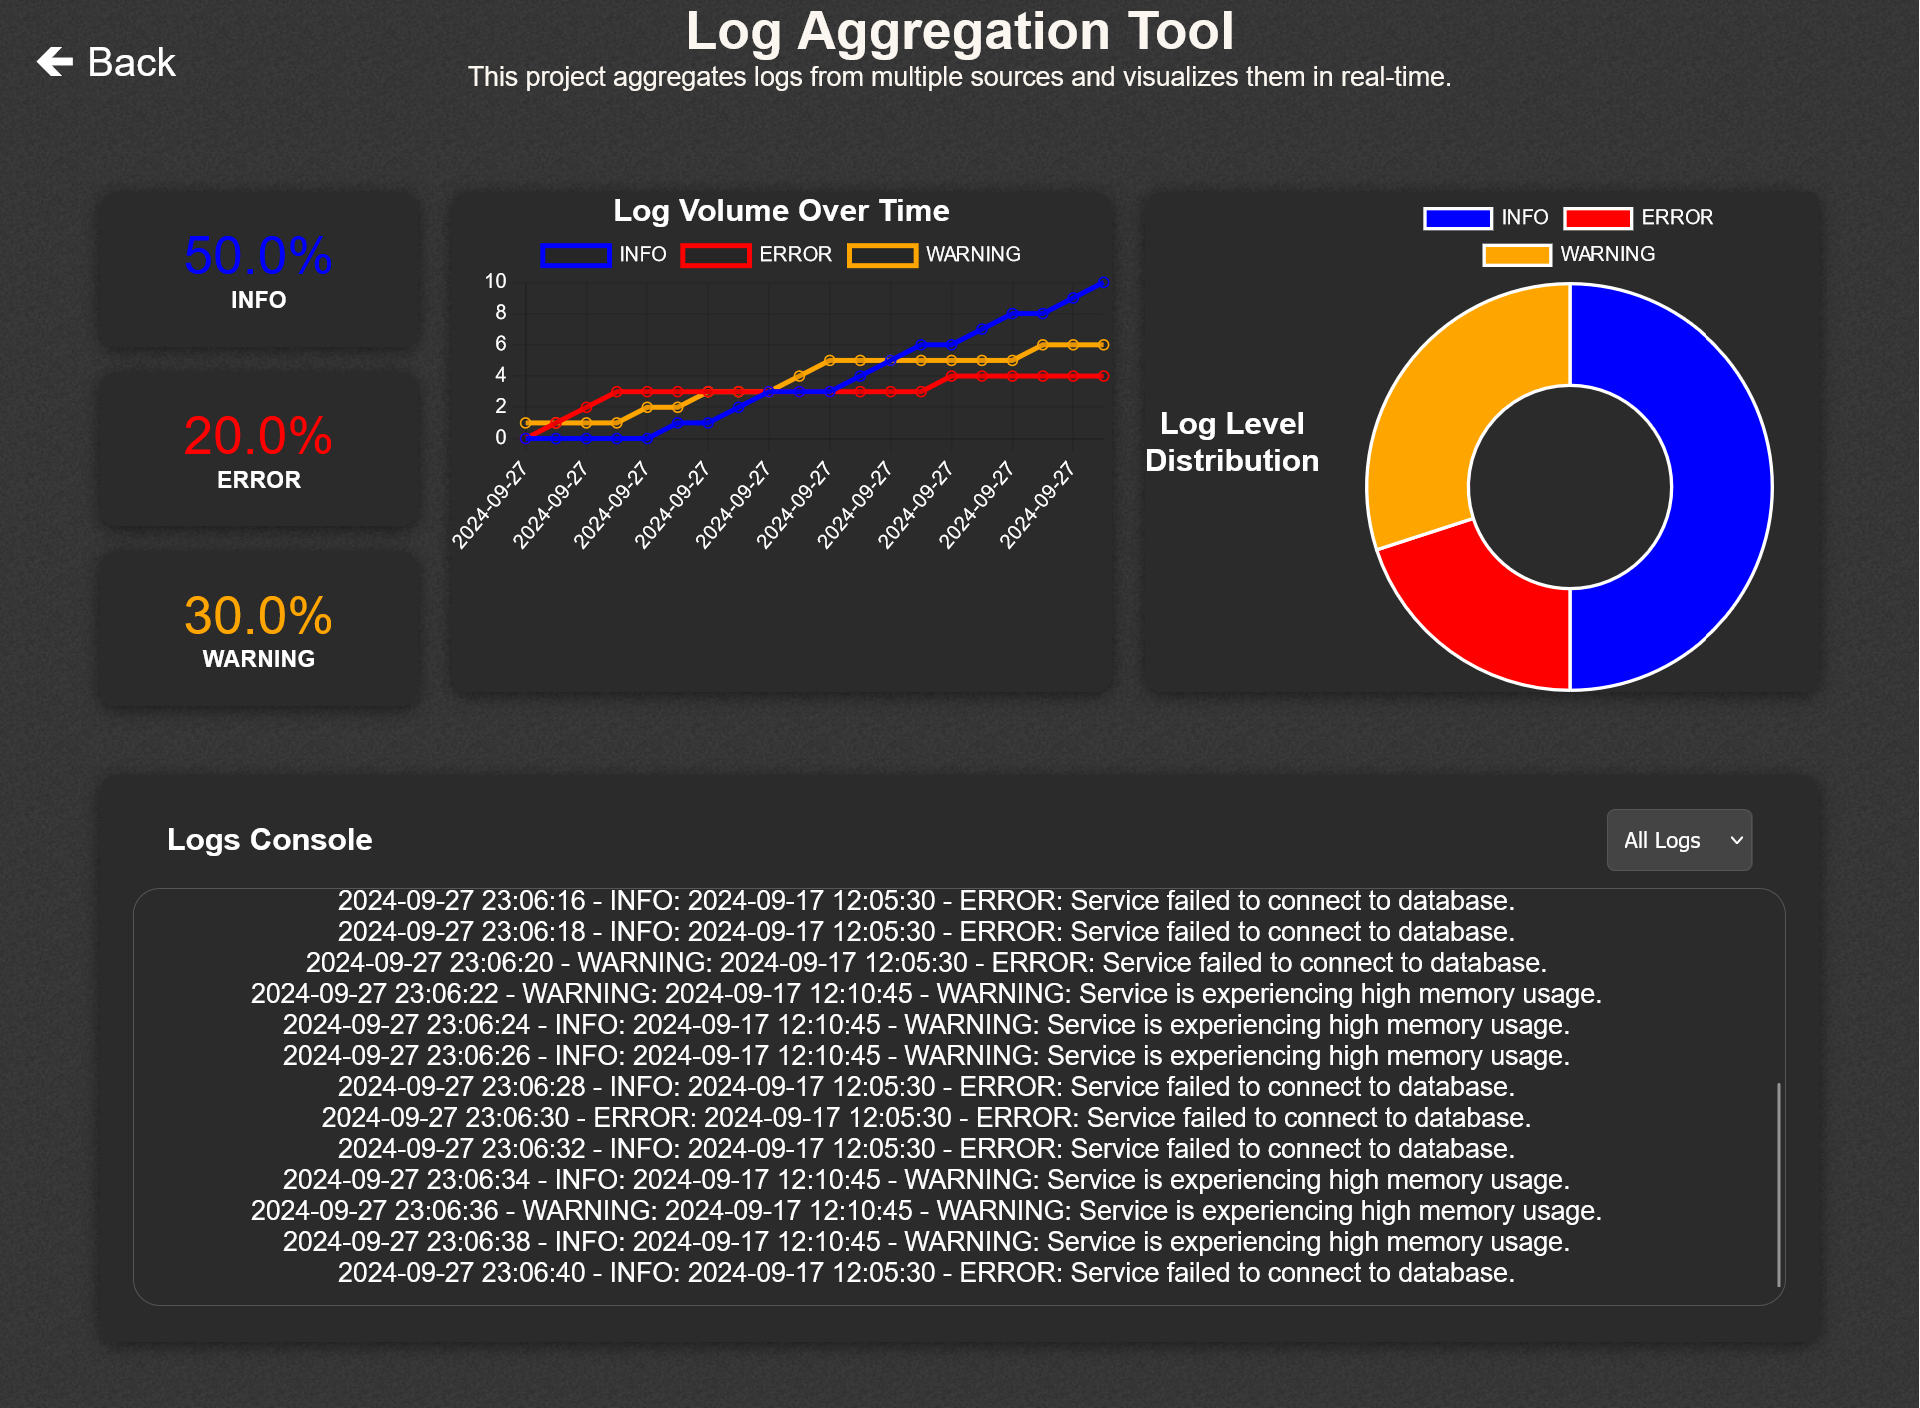 Back
Log Aggregation Tool
This project aggregates logs from multiple sources and visualizes them in real-time.
50.0%
INFO
20.0%
ERROR
30.0%
WARNING
Log Volume Over Time
INFO ERROR WARNING
10
8
6
4
2
0
2024-09-27
2024-09-27
2024-09-27
2024-09-27
2024-09-27
2024-09-27
2024-09-27
2024-09-27
2024-09-27
2024-09-27
INFO ERROR
WARNING
Log Level
Distribution
Logs Console
All Logs
2024-09-27 23:06:16 - INFO: 2024-09-17 12:05:30 - ERROR: Service failed to connect to database.
2024-09-27 23:06:18 - INFO: 2024-09-17 12:05:30 - ERROR: Service failed to connect to database.
2024-09-27 23:06:20 - WARNING: 2024-09-17 12:05:30 - ERROR: Service failed to connect to database.
2024-09-27 23:06:22 - WARNING: 2024-09-17 12:10:45 - WARNING: Service is experiencing high memory usage.
2024-09-27 23:06:24 - INFO: 2024-09-17 12:10:45 - WARNING: Service is experiencing high memory usage.
2024-09-27 23:06:26 - INFO: 2024-09-17 12:10:45 - WARNING: Service is experiencing high memory usage.
2024-09-27 23:06:28 - INFO: 2024-09-17 12:05:30 - ERROR: Service failed to connect to database.
2024-09-27 23:06:30 - ERROR: 2024-09-17 12:05:30 - ERROR: Service failed to connect to database.
2024-09-27 23:06:32 - INFO: 2024-09-17 12:05:30 - ERROR: Service failed to connect to database.
2024-09-27 23:06:34 - INFO: 2024-09-17 12:10:45 - WARNING: Service is experiencing high memory usage.
2024-09-27 23:06:36 - WARNING: 2024-09-17 12:10:45 - WARNING: Service is experiencing high memory usage.
2024-09-27 23:06:38 - INFO: 2024-09-17 12:10:45 - WARNING: Service is experiencing high memory usage.
2024-09-27 23:06:40 - INFO: 2024-09-17 12:05:30 - ERROR: Service failed to connect to database.